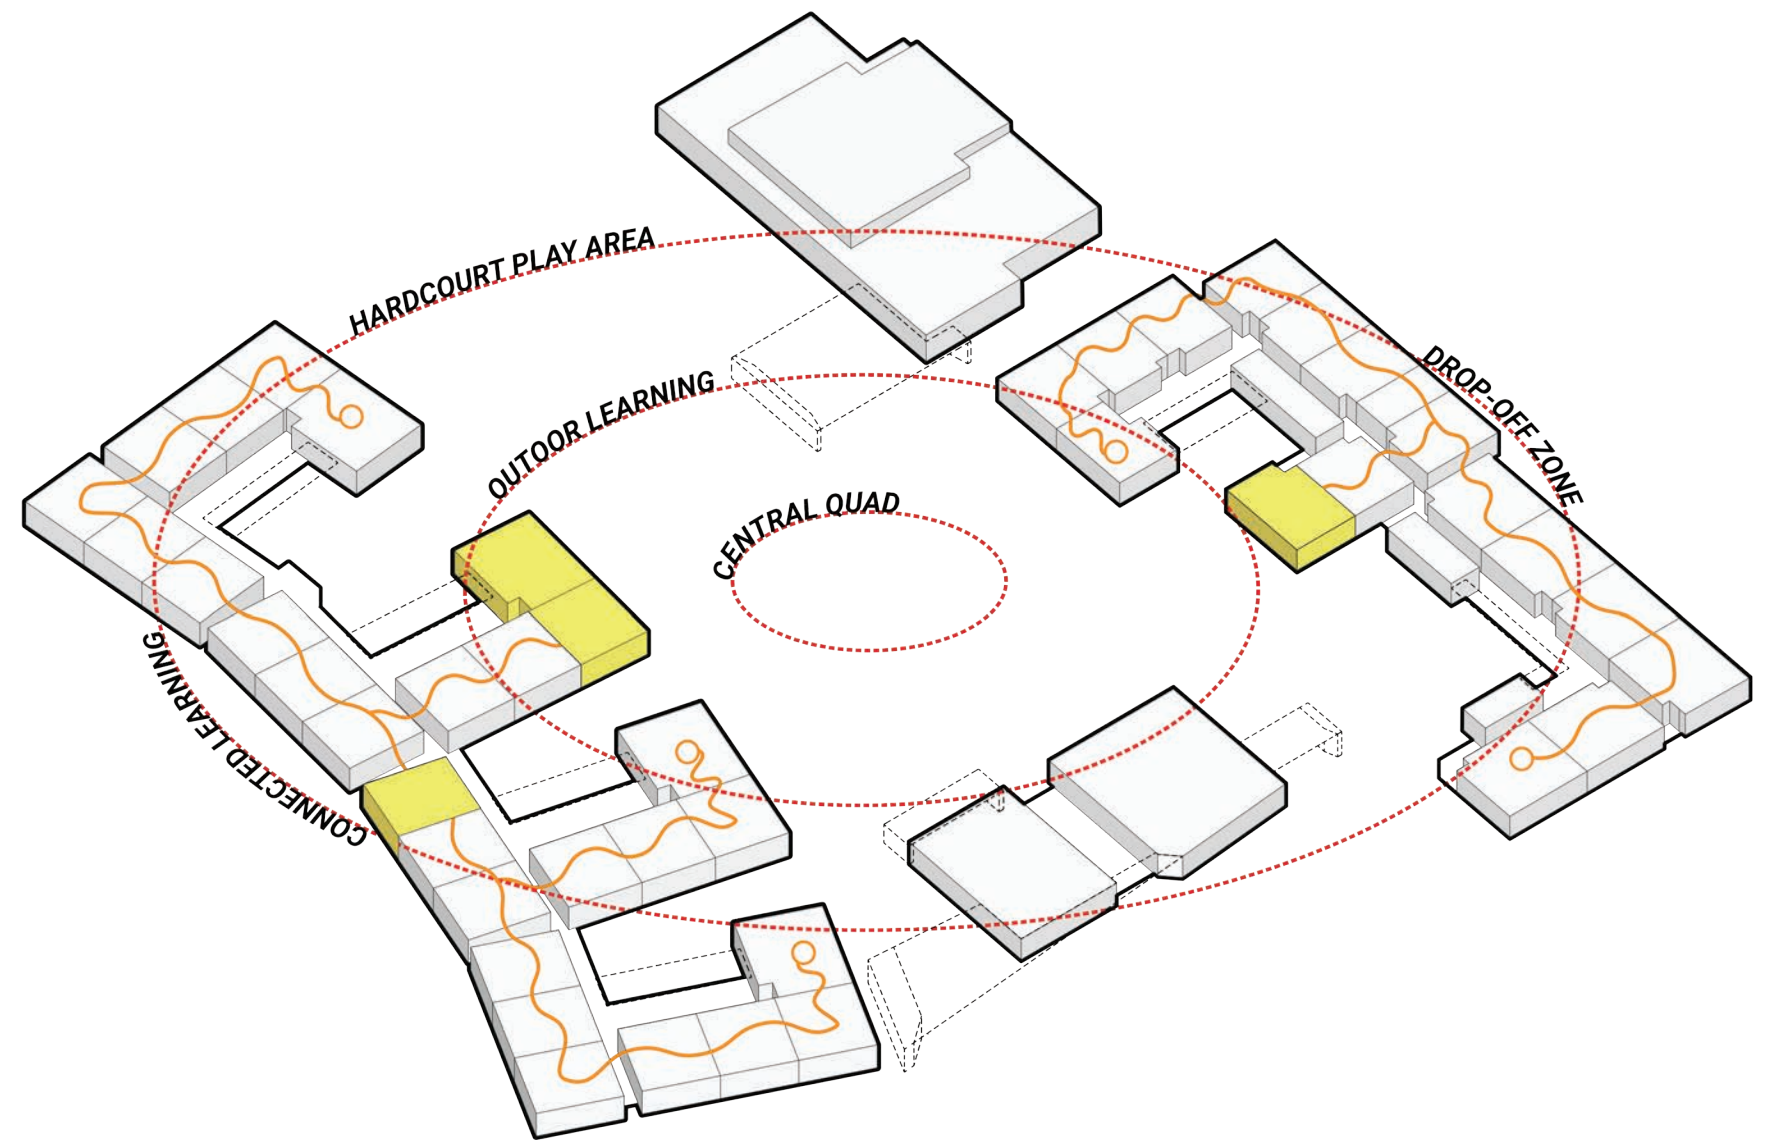 HARDCOURT PLAY AREA
OUTOOR LEARNING
CENTRAL QUAD
DROP-OFF ZONE
CONNECTED LEARNING